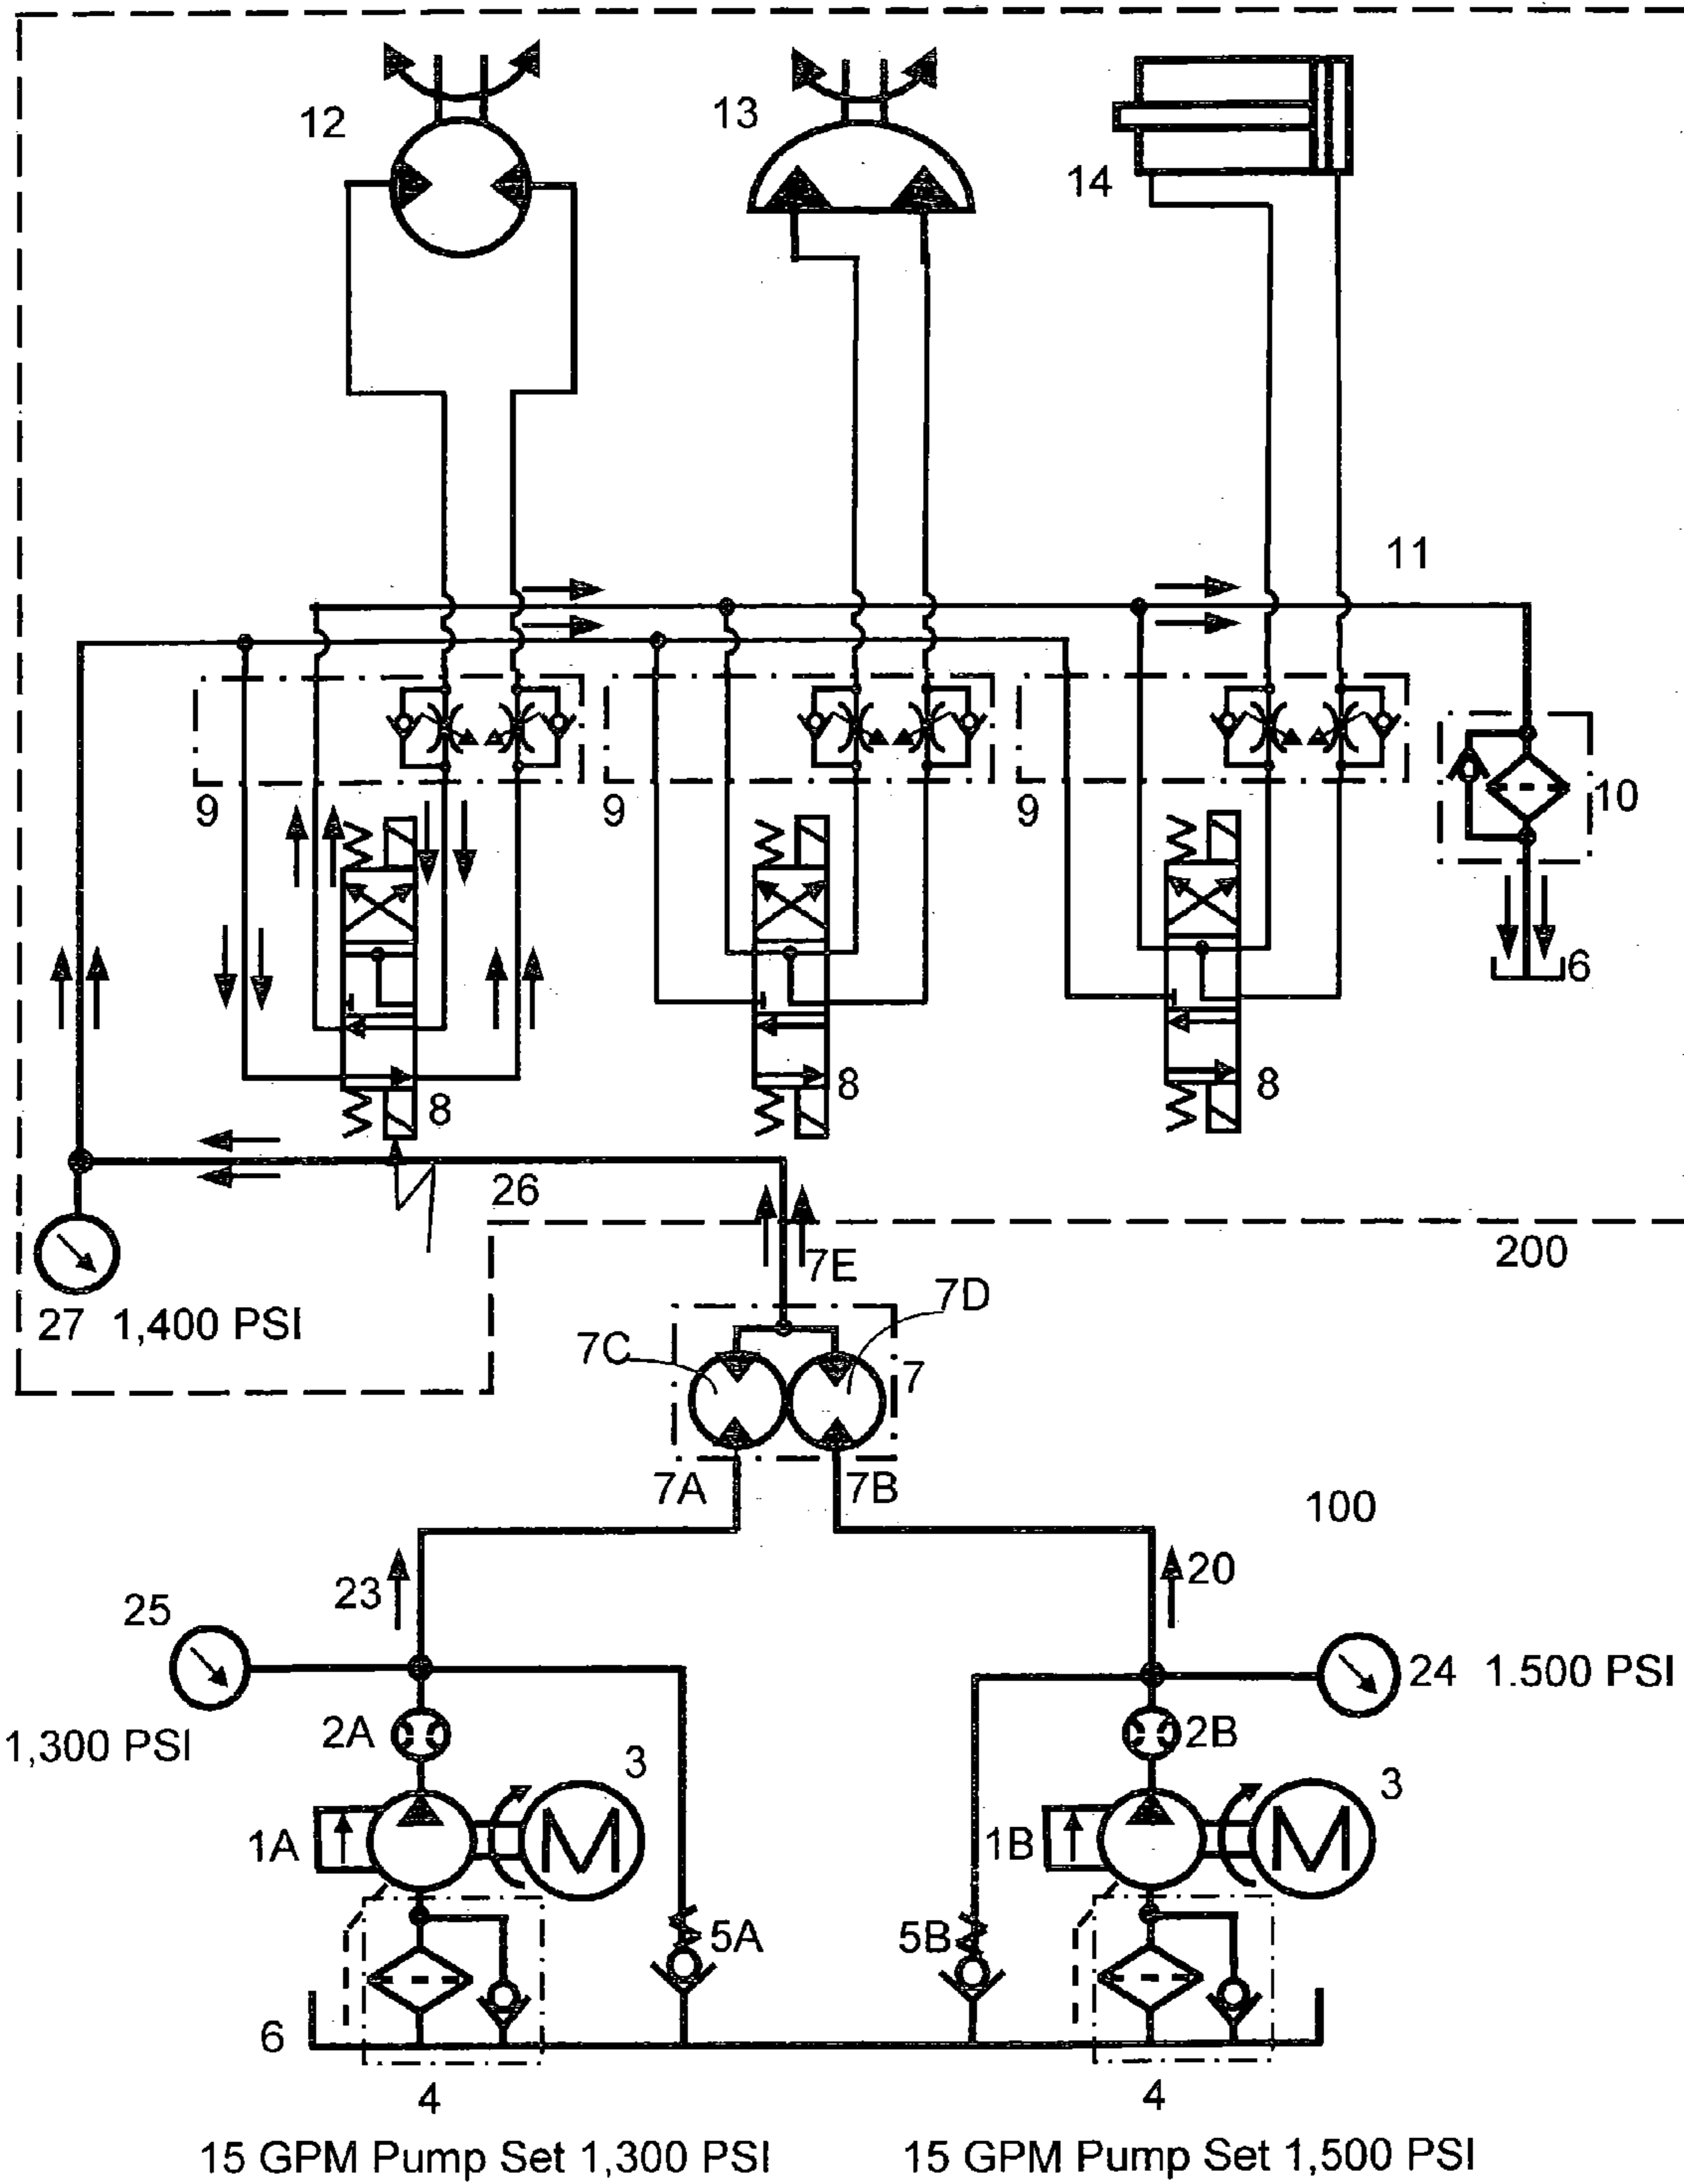 12
13
14
11
9
9
9
10
6
8
8
8
26
7E
200
27 1,400 PSI
7D
7C
7
7A
7B
100
23
20
25
24 1.500 PSI
1,300 PSI
2A
2B
3
3
1A
M
1B
M
5A
5B
6
4
4
15 GPM Pump Set 1,300 PSI
15 GPM Pump Set 1,500 PSI